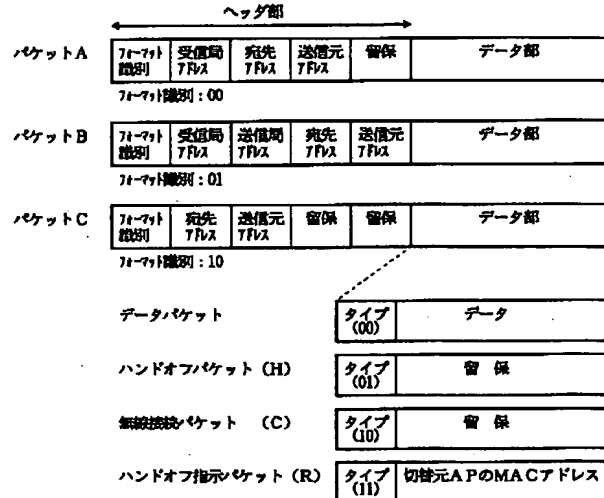 ヘッダ部
パケットA フォーマット識別 受信局アドレス 宛先アドレス 送信元アドレス 留保 データ部
フォーマット識別：00
パケットB フォーマット識別 受信局アドレス 送信局アドレス 宛先アドレス 送信元アドレス データ部
フォーマット識別：01
パケットC フォーマット識別 宛先アドレス 送信元アドレス 留保 留保 データ部
フォーマット識別：10
データパケット タイプ(00) データ
ハンドオフパケット（H） タイプ(01) 留保
無線接続パケット （C） タイプ(10) 留保
ハンドオフ指示パケット（R） タイプ(11) 切替元APのMACアドレス